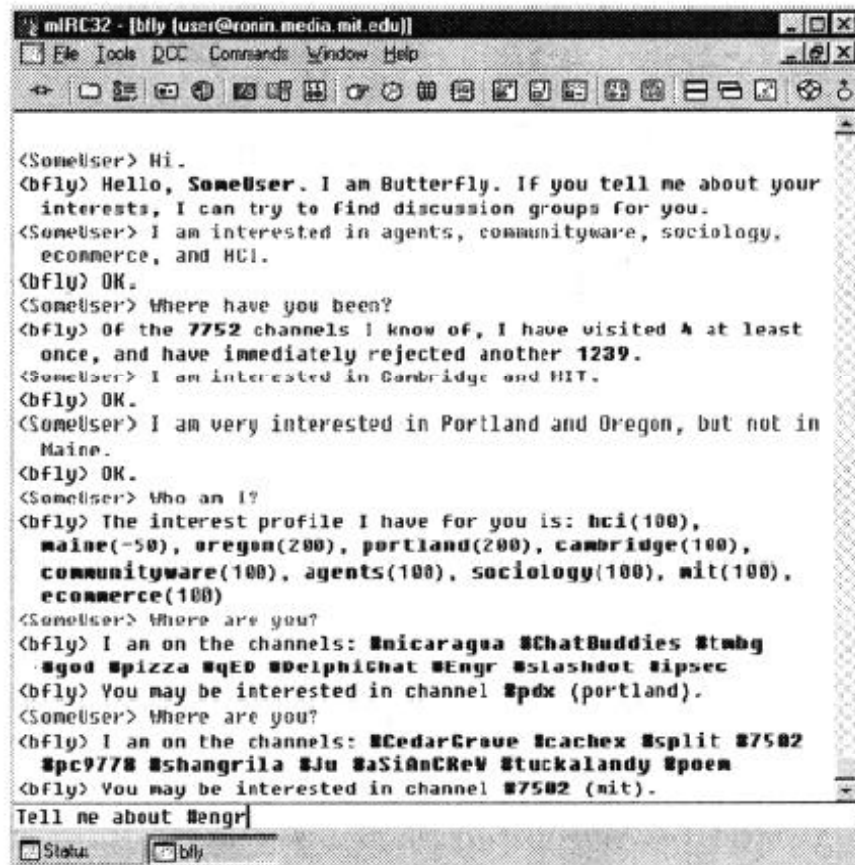 mIRC32 - [bfly (user@ronin.media.mit.edu)]
File Tools DCC Commands Window Help
<SomeUser> Hi.
<bfly> Hello, SomeUser. I am Butterfly. If you tell me about your
interests, I can try to find discussion groups for you.
<SomeUser> I am interested in agents, communityware, sociology,
ecommerce, and HCI.
<bfly> OK.
<SomeUser> Where have you been?
<bfly> Of the 7752 channels I know of, I have visited 4 at least
once, and have immediately rejected another 1239.
<SomeUser> I am interested in Cambridge and MIT.
<bfly> OK.
<SomeUser> I am very interested in Portland and Oregon, but not in
Maine.
<bfly> OK.
<SomeUser> Who am I?
<bfly> The interest profile I have for you is: hci(100),
maine(-50), oregon(200), portland(200), cambridge(100),
communityware(100), agents(100), sociology(100), mit(100),
ecommerce(100)
<SomeUser> Where are you?
<bfly> I am on the channels: #nicaragua #ChatBuddies #tmbg
#god #pizza #qED #DelphiChat #Engr #slashdot #ipsec
<bfly> You may be interested in channel #pdx (portland).
<SomeUser> Where are you?
<bfly> I am on the channels: #CedarGrove #cachex #split #7502
#pc9778 #shangrila #Ju #aSiAnCReW #tuckalandy #poem
<bfly> You may be interested in channel #7502 (mit).
Tell me about #engr
Status bfly